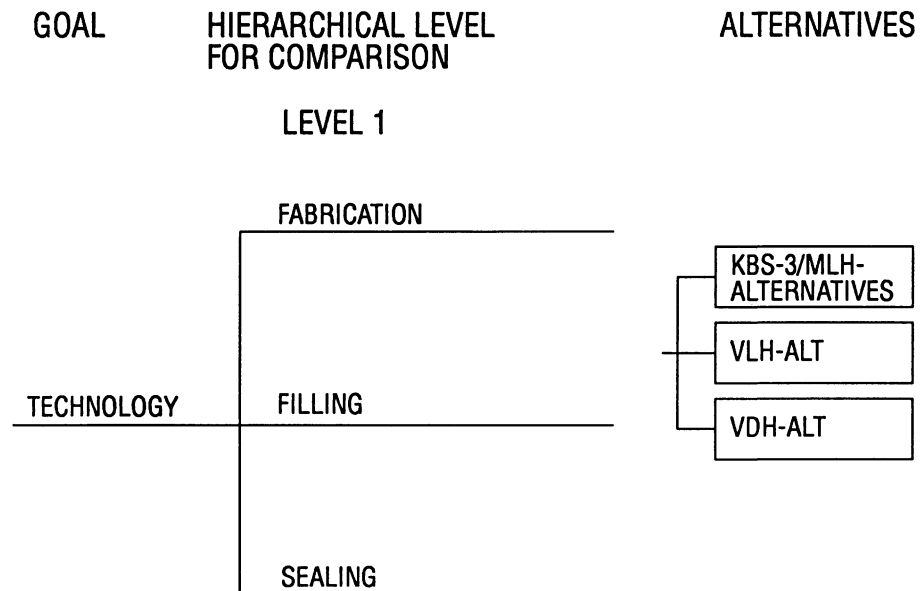 GOAL
HIERARCHICAL LEVEL
FOR COMPARISON
ALTERNATIVES
LEVEL 1
FABRICATION
KBS-3/MLH-
ALTERNATIVES
VLH-ALT
TECHNOLOGY
FILLING
VDH-ALT
SEALING